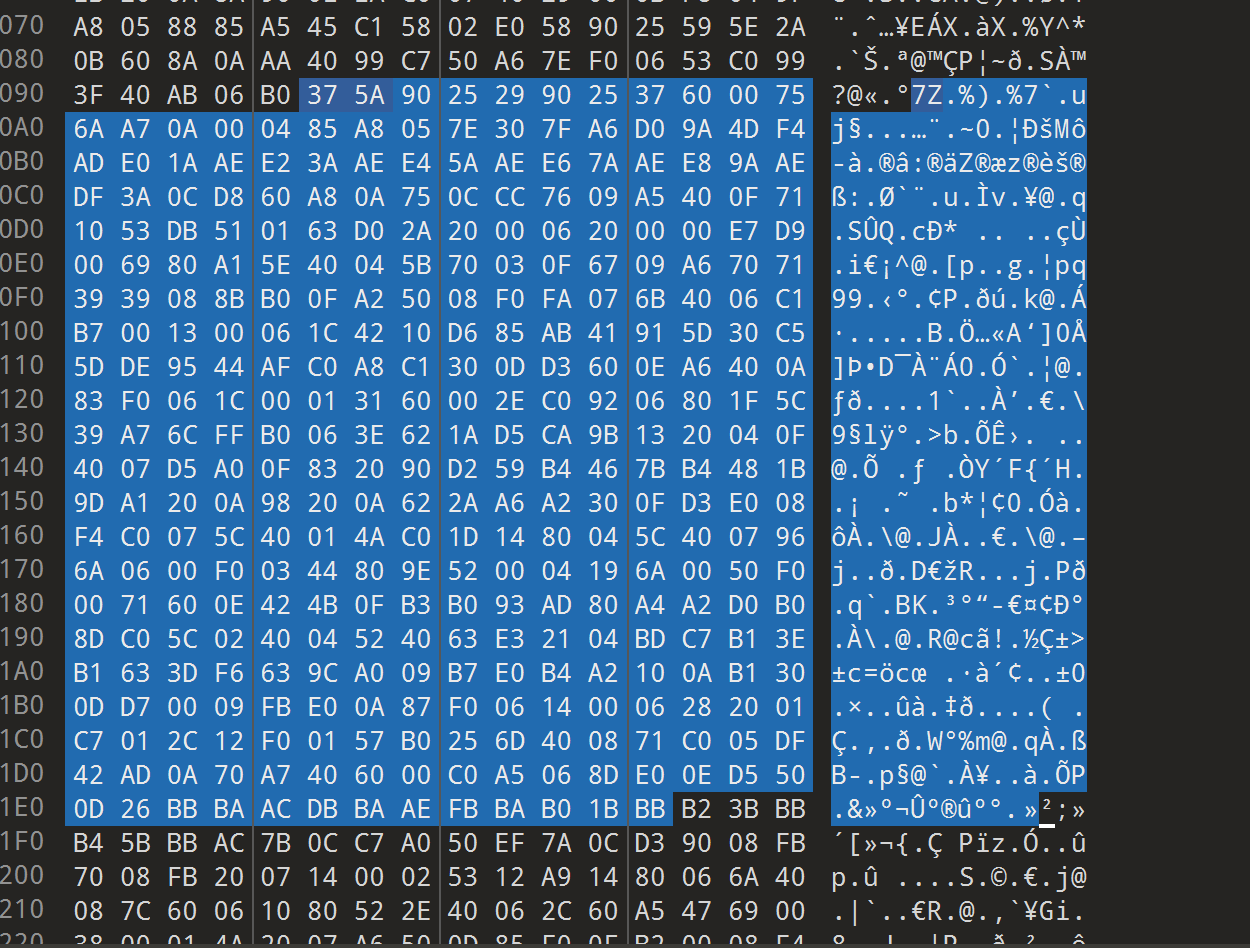 070 A8 05 88 85 A5 45 C1 58 02 E0 58 90 25 59 5E 2A ¨.ˆ…¥EÁX.àX.%Y^*
080 0B 60 8A 0A AA 40 99 C7 50 A6 7E F0 06 53 C0 99 .`Š.ª@™ÇP¦~ð.SÀ™
090 3F 40 AB 06 B0 37 5A 90 25 29 90 25 37 60 00 75 ?@«.°7Z.%).%7`.u
0A0 6A A7 0A 00 04 85 A8 05 7E 30 7F A6 D0 9A 4D F4 j§...…¨.~0.¦ÐšMô
0B0 AD E0 1A AE E2 3A AE E4 5A AE E6 7A AE E8 9A AE -à.®â:®äZ®æz®èš®
0C0 DF 3A 0C D8 60 A8 0A 75 0C CC 76 09 A5 40 0F 71 ß:.Ø`¨.u.Ìv.¥@.q
0D0 10 53 DB 51 01 63 D0 2A 20 00 06 20 00 00 E7 D9 .SÛQ.cÐ* .. ..çÙ
0E0 00 69 80 A1 5E 40 04 5B 70 03 0F 67 09 A6 70 71 .i€¡^@.[p..g.¦pq
0F0 39 39 08 8B B0 0F A2 50 08 F0 FA 07 6B 40 06 C1 99.‹°.¢P.ðú.k@.Á
100 B7 00 13 00 06 1C 42 10 D6 85 AB 41 91 5D 30 C5 ·.....B.Ö…«A‘]0Å
110 5D DE 95 44 AF C0 A8 C1 30 0D D3 60 0E A6 40 0A ]Þ•D¯À¨Á0.Ó`.¦@.
120 83 F0 06 1C 00 01 31 60 00 2E C0 92 06 80 1F 5C ƒð....1`..À’.€.\
130 39 A7 6C FF B0 06 3E 62 1A D5 CA 9B 13 20 04 0F 9§lÿ°.>b.ÕÊ›. ..
140 40 07 D5 A0 0F 83 20 90 D2 59 B4 46 7B B4 48 1B @.Õ .ƒ .ÒY´F{´H.
150 9D A1 20 0A 98 20 0A 62 2A A6 A2 30 0F D3 E0 08 .¡ .˜ .b*¦¢0.Óà.
160 F4 C0 07 5C 40 01 4A C0 1D 14 80 04 5C 40 07 96 ôÀ.\@.JÀ..€.\@.–
170 6A 06 00 F0 03 44 80 9E 52 00 04 19 6A 00 50 F0 j..ð.D€žR...j.Pð
180 00 71 60 0E 42 4B 0F B3 B0 93 AD 80 A4 A2 D0 B0 .q`.BK.³°“-€¤¢Ð°
190 8D C0 5C 02 40 04 52 40 63 E3 21 04 BD C7 B1 3E .À\.@.R@cã!.½Ç±>
1A0 B1 63 3D F6 63 9C A0 09 B7 E0 B4 A2 10 0A B1 30 ±c=öcœ .·à´¢..±0
1B0 0D D7 00 09 FB E0 0A 87 F0 06 14 00 06 28 20 01 .×..ûà.‡ð....( .
1C0 C7 01 2C 12 F0 01 57 B0 25 6D 40 08 71 C0 05 DF Ç.,.ð.W°%m@.qÀ.ß
1D0 42 AD 0A 70 A7 40 60 00 C0 A5 06 8D E0 0E D5 50 B-.p§@`.À¥..à.ÕP
1E0 0D 26 BB BA AC DB BA AE FB BA B0 1B BB B2 3B BB .&»º¬Ûº®ûº°.»²;»
1F0 B4 5B BB AC 7B 0C C7 A0 50 EF 7A 0C D3 90 08 FB ´[»¬{.Ç Pïz.Ó..û
200 70 08 FB 20 07 14 00 02 53 12 A9 14 80 06 6A 40 p.û ....S.©.€.j@
210 08 7C 60 06 10 80 52 2E 40 06 2C 60 A5 47 69 00 .|`..€R.@.,`¥Gi.